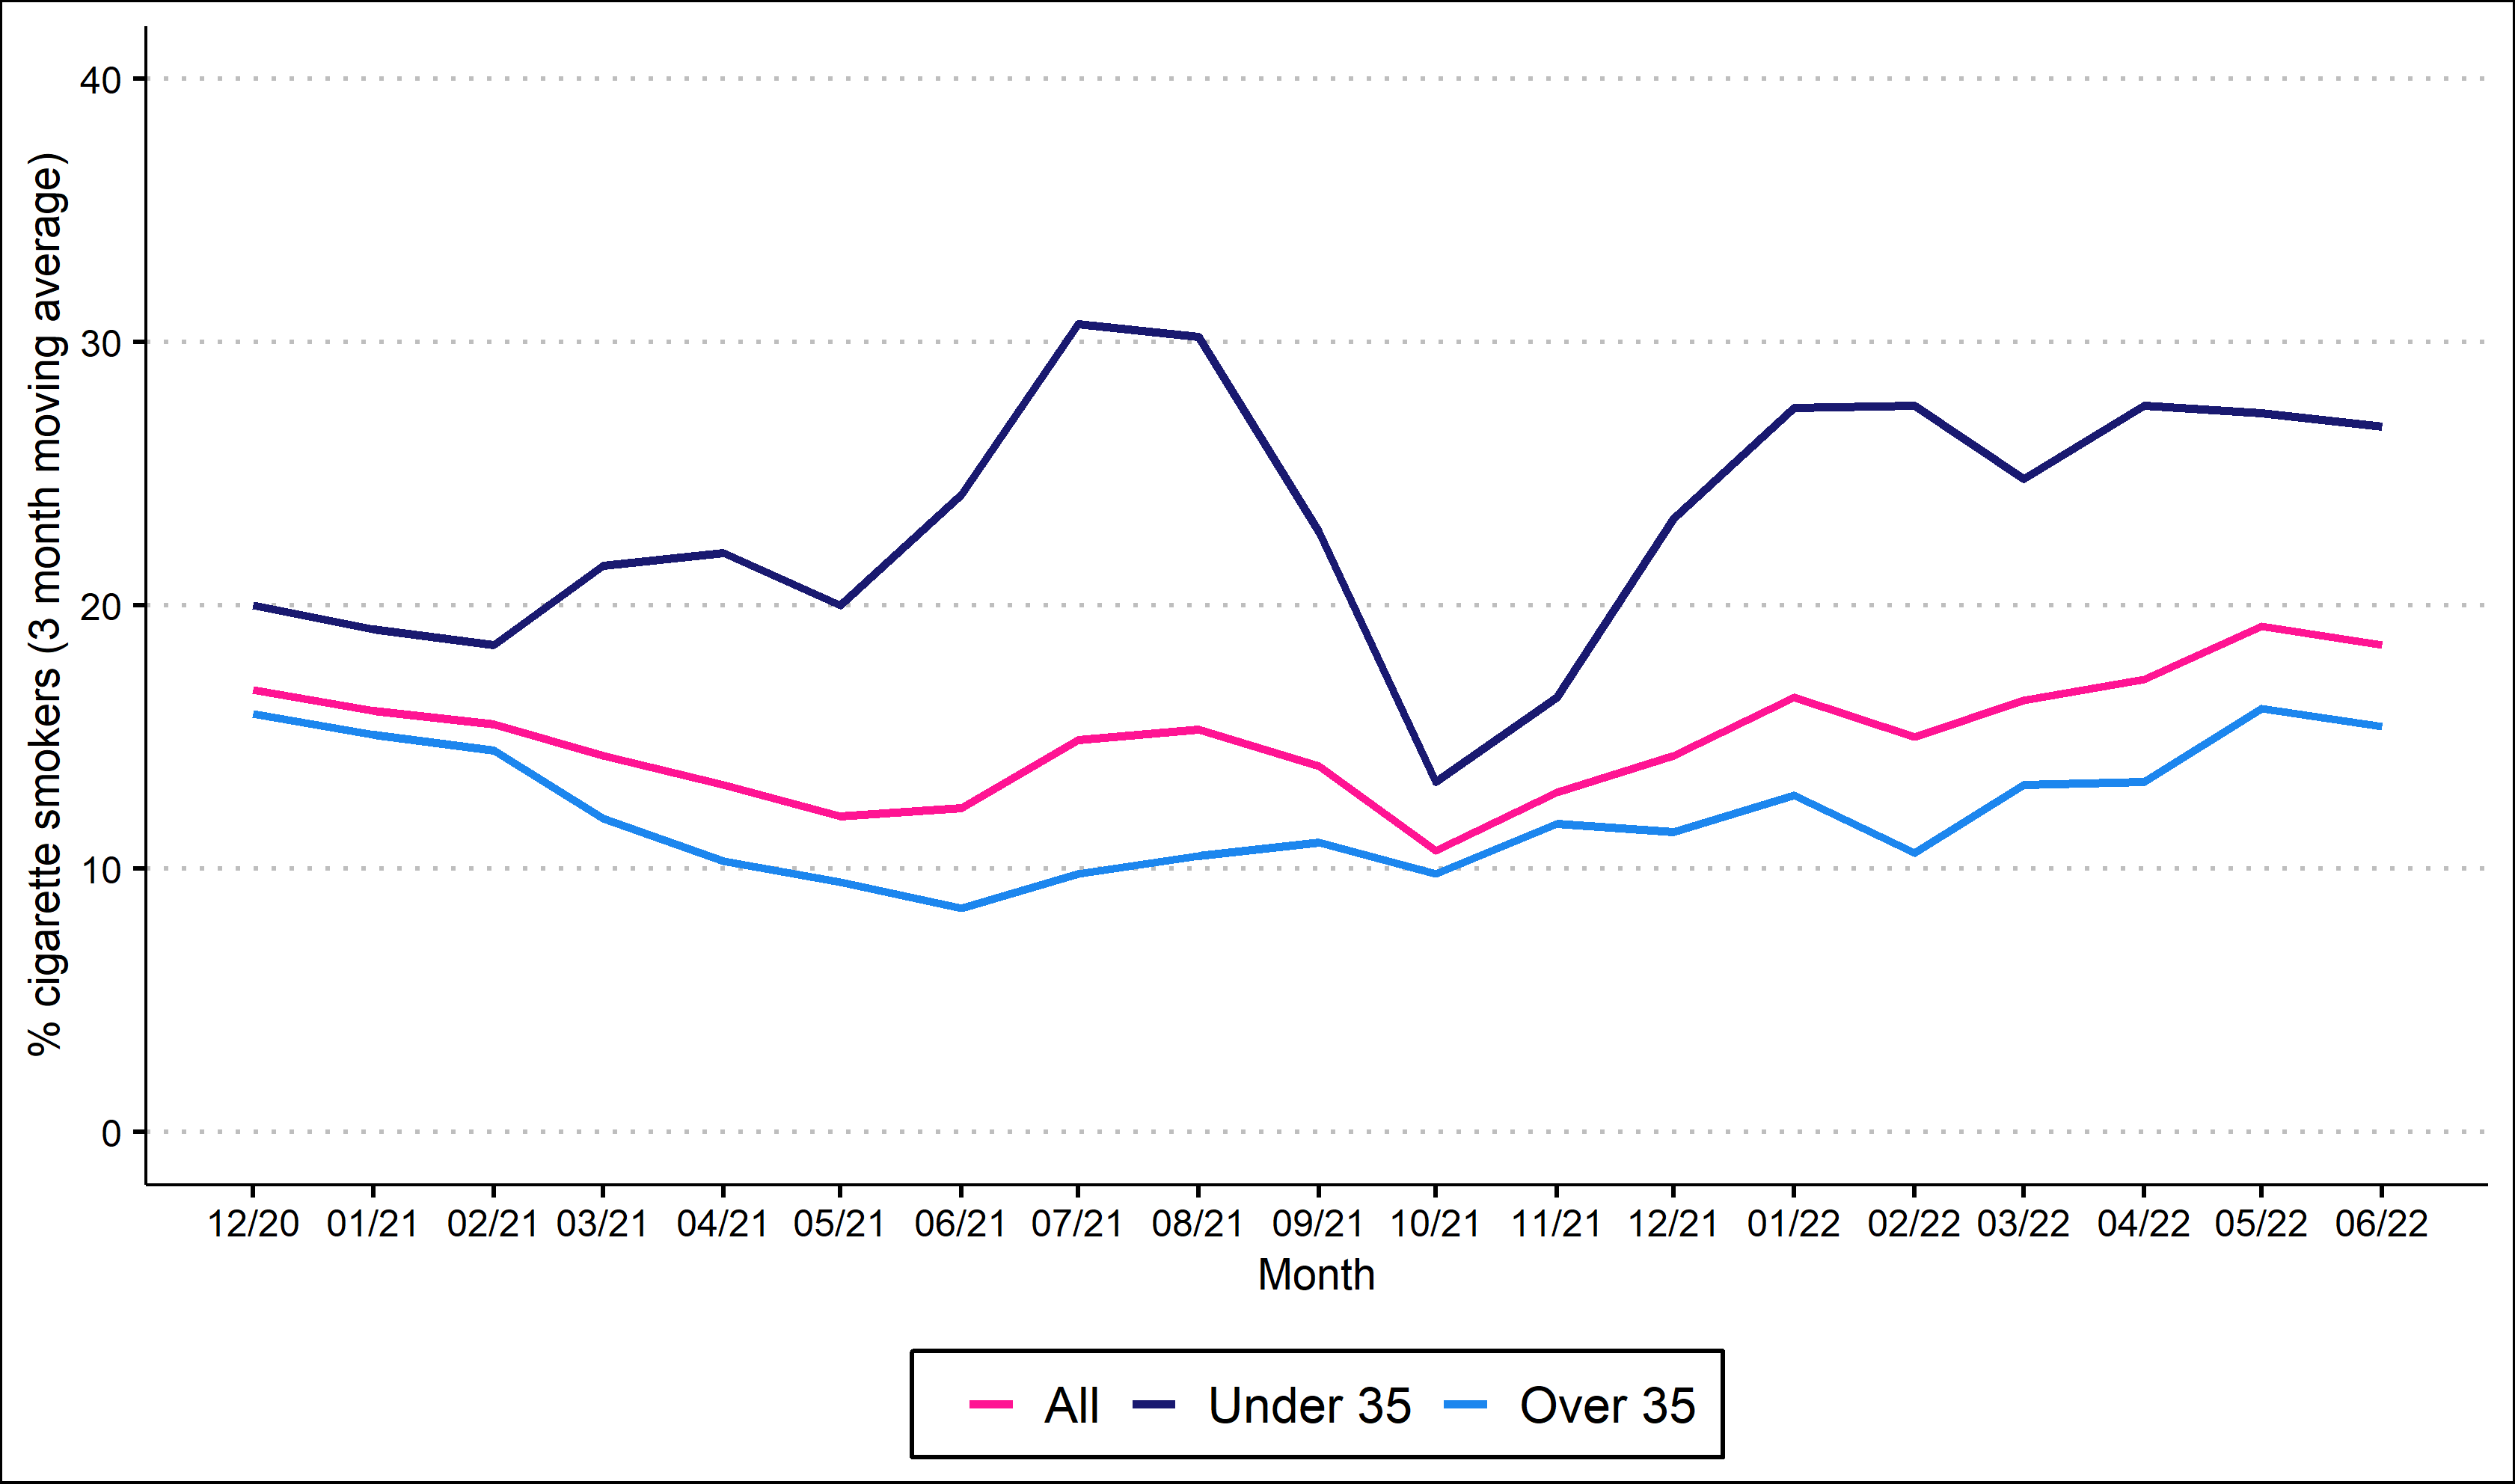 % cigarette smokers (3 month moving average)
40
30
20
10
0
12/20 01/21 02/21 03/21 04/21 05/21 06/21 07/21 08/21 09/21 10/21 11/21 12/21 01/22 02/22 03/22 04/22 05/22 06/22
Month
All Under 35 Over 35